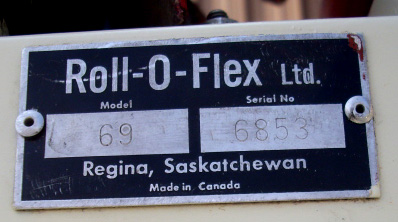 Roll-O-Flex Ltd.
Model Serial No
69 6853
Regina, Saskatchewan
Made in Canada